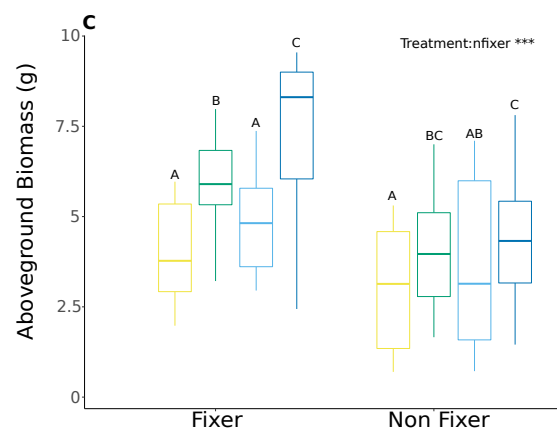 C
Aboveground Biomass (g)
10
7.5
5
2.5
0
Treatment:nfixer ***
A
B
A
C
A
BC
AB
C
Fixer
Non Fixer